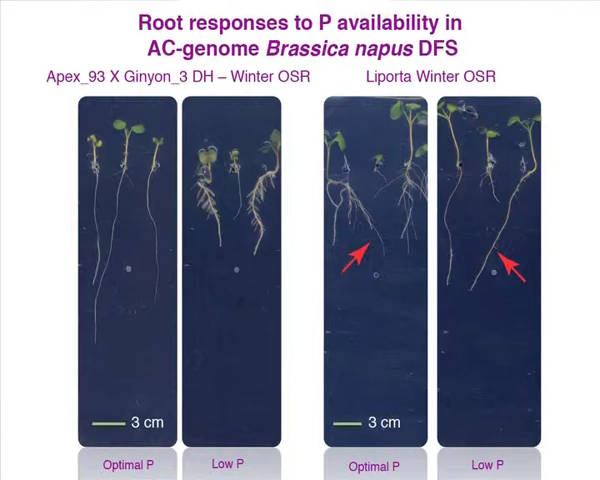 Root responses to P availability in
AC-genome Brassica napus DFS
Apex_93 X Ginyon_3 DH – Winter OSR
Liporta Winter OSR
3 cm
3 cm
Optimal P
Low P
Optimal P
Low P